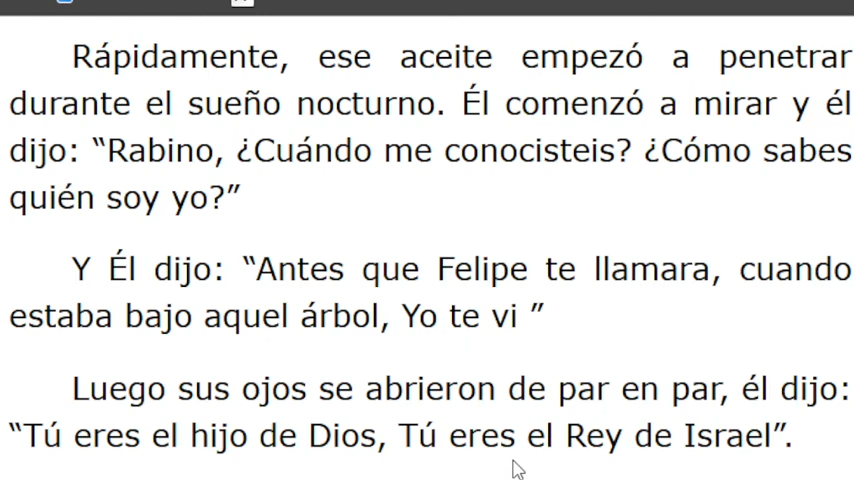 Rápidamente, ese aceite empezó a penetrar
durante el sueño nocturno. Él comenzó a mirar y él
dijo: “Rabino, ¿Cuándo me conocisteis? ¿Cómo sabes
quién soy yo?”
Y Él dijo: “Antes que Felipe te llamara, cuando
estaba bajo aquel árbol, Yo te vi ”
Luego sus ojos se abrieron de par en par, él dijo:
“Tú eres el hijo de Dios, Tú eres el Rey de Israel”.